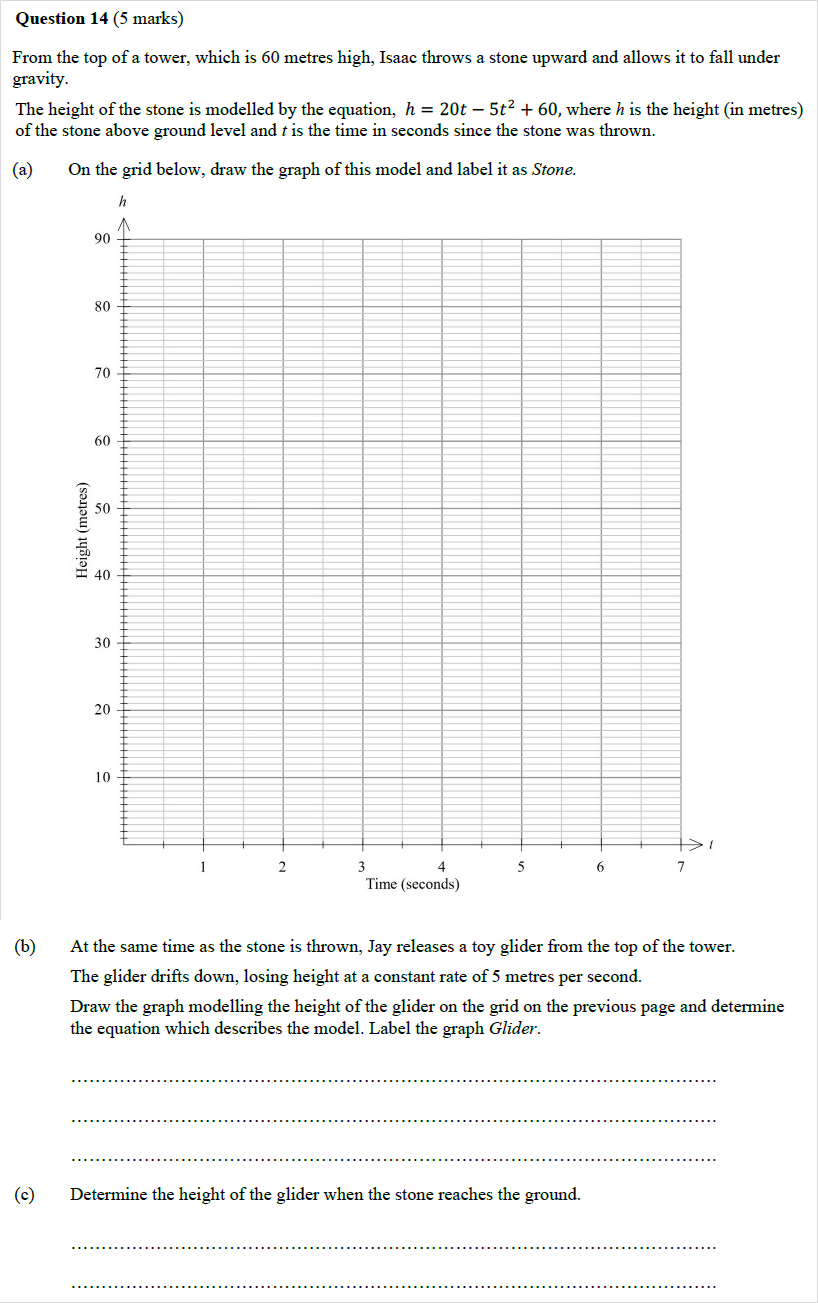 Question 14 (5 marks)
From the top of a tower, which is 60 metres high, Isaac throws a stone upward and allows it to fall under
gravity.
The height of the stone is modelled by the equation, h = 20t − 5t² + 60, where h is the height (in metres)
of the stone above ground level and t is the time in seconds since the stone was thrown.
(a) On the grid below, draw the graph of this model and label it as Stone.
h
90
80
70
60
50
40
30
20
10
Height (metres)
t
1 2 3 4 5 6 7
Time (seconds)
(b) At the same time as the stone is thrown, Jay releases a toy glider from the top of the tower.
The glider drifts down, losing height at a constant rate of 5 metres per second.
Draw the graph modelling the height of the glider on the grid on the previous page and determine
the equation which describes the model. Label the graph Glider.
(c) Determine the height of the glider when the stone reaches the ground.